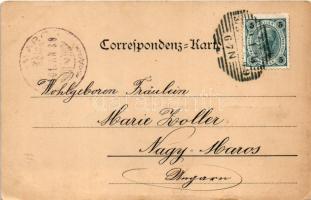 Correspondenz-Karte
Wohlgeboren Fräulein
Marie Zoller
Nagy-Maros
Ungarn